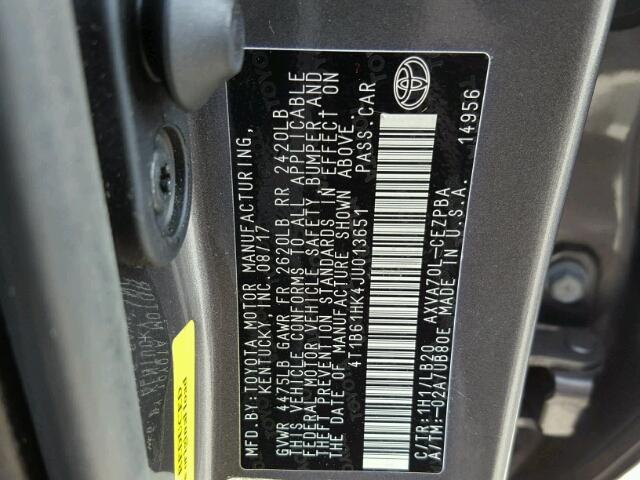 MFD.BY: TOYOTA MOTOR MANUFACTURING,
KENTUCKY, INC. 08/17
GVWR 4475LB GAWR FR 2620LB RR 2420LB
THIS VEHICLE CONFORMS TO ALL APPLICABLE
FEDERAL MOTOR VEHICLE SAFETY, BUMPER, AND
THEFT PREVENTION STANDARDS IN EFFECT ON
THE DATE OF MANUFACTURE SHOWN ABOVE.
4T1B61HK4JU013651 PASS.CAR
C/TR:1H1/LB20 AXVA70L-CEZPBA
A/TR:-02A/UB80E MADE IN U.S.A. 14956
REDUCED